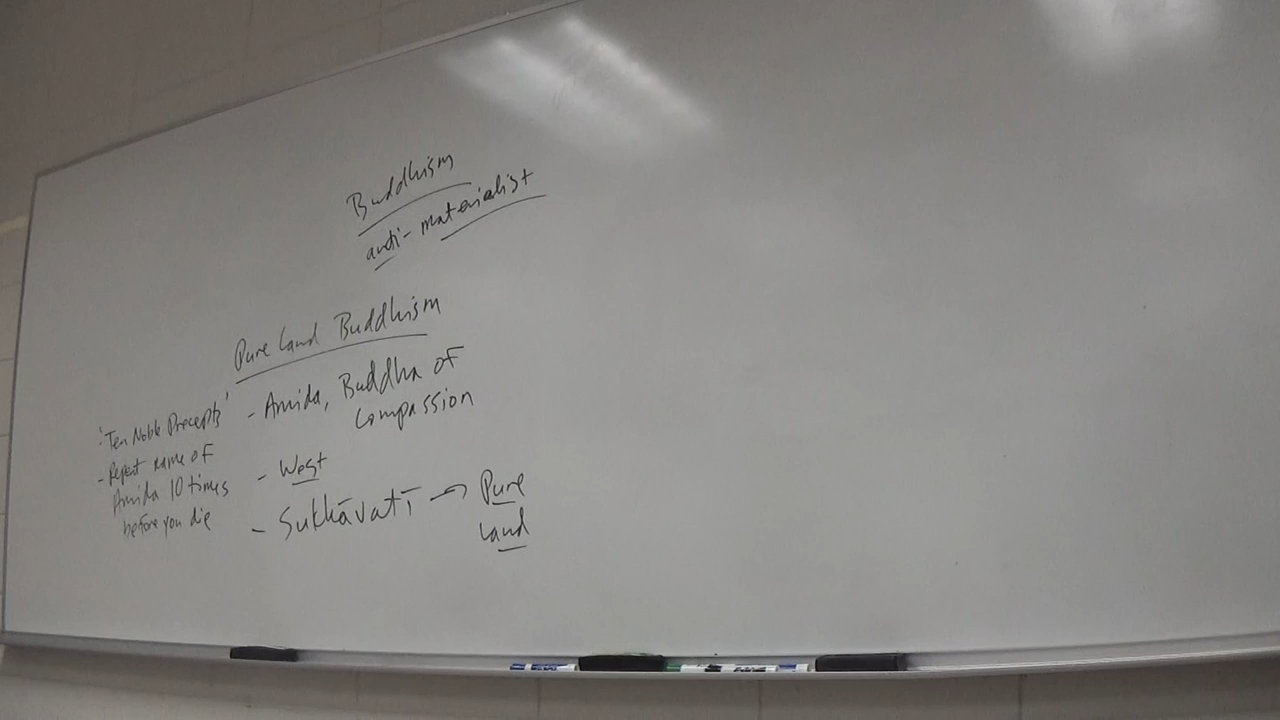 Buddhism
anti-materialist
Pure Land Buddhism
- Amida, Buddha of
Compassion
- West
- Sukhāvatī → Pure
Land
'Ten Noble Precepts'
- Repeat name of
Amida 10 times
before you die